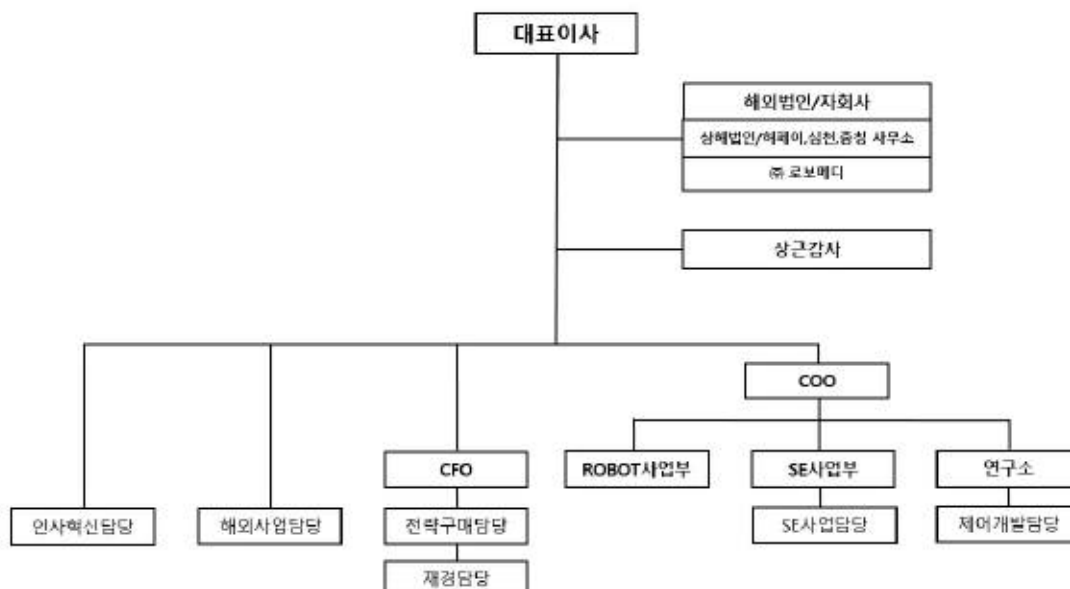 대표이사
해외법인/자회사
상해법인/허페이,심천,충칭 사무소
㈜ 로보메디
상근감사
COO
CFO
ROBOT사업부
SE사업부
연구소
인사혁신담당
해외사업담당
전략구매담당
SE사업담당
제어개발담당
재경담당